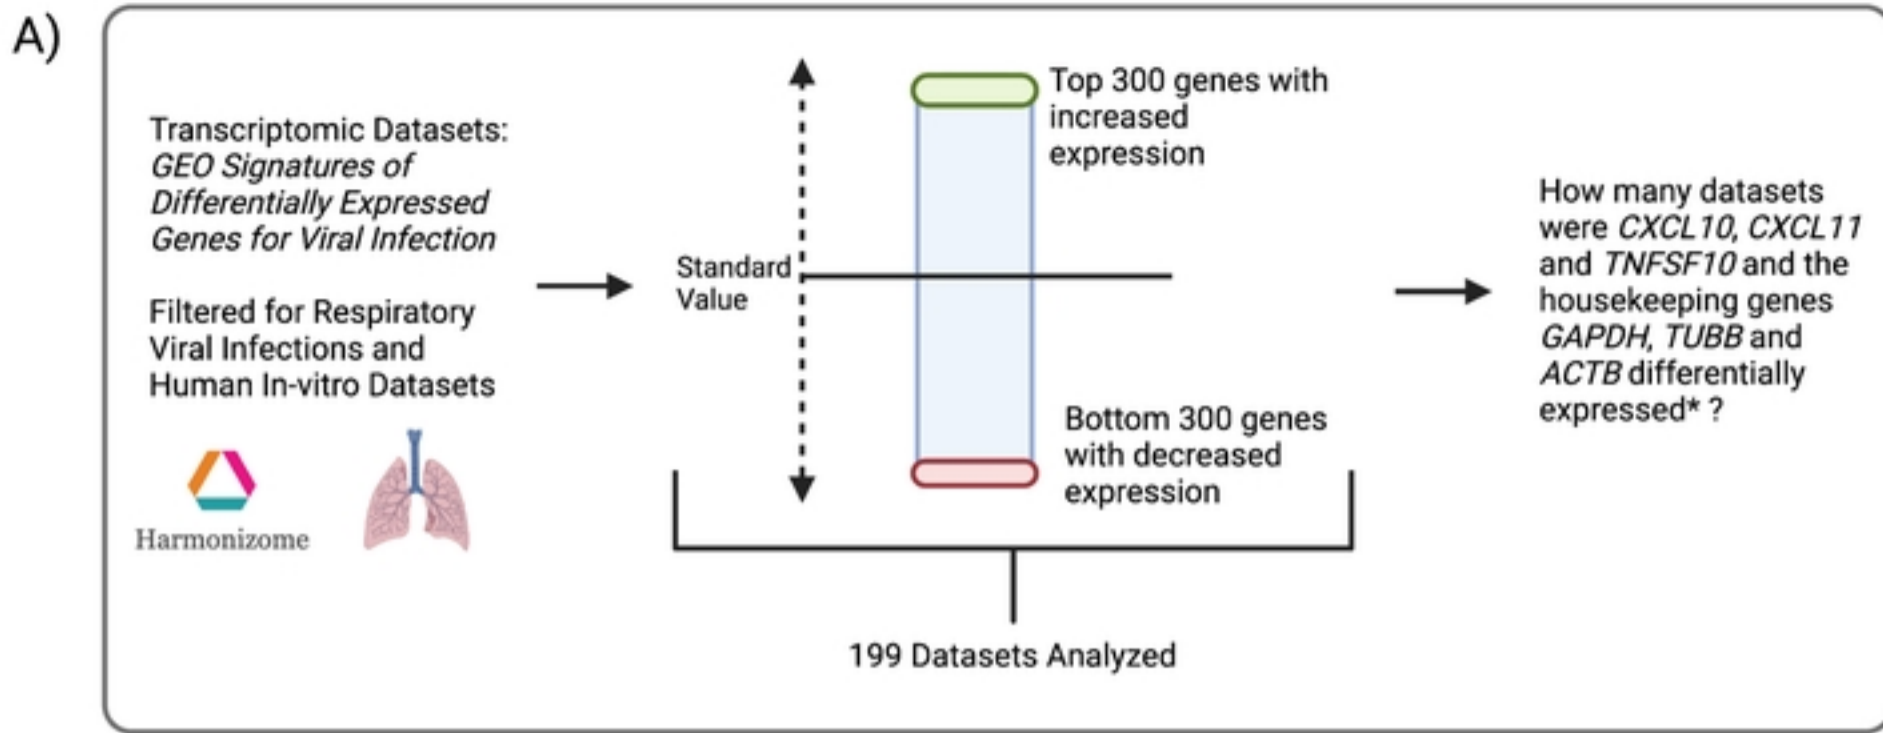 A)
Transcriptomic Datasets:
GEO Signatures of
Differentially Expressed
Genes for Viral Infection
Filtered for Respiratory
Viral Infections and
Human In-vitro Datasets
Harmonizome
Standard
Value
Top 300 genes with
increased
expression
Bottom 300 genes
with decreased
expression
199 Datasets Analyzed
How many datasets
were CXCL10, CXCL11
and TNFSF10 and the
housekeeping genes
GAPDH, TUBB and
ACTB differentially
expressed* ?